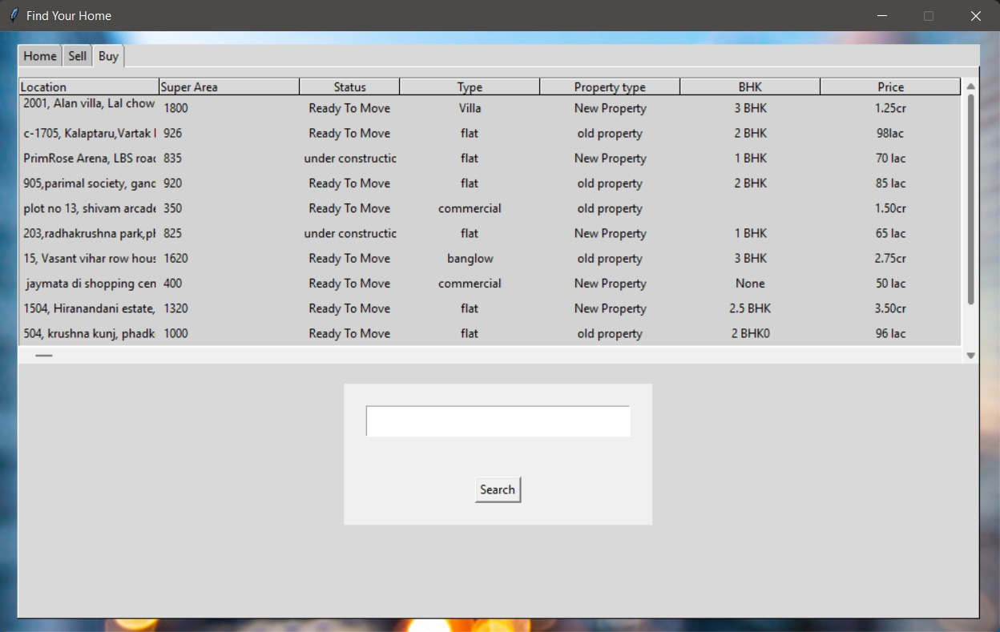 Find Your Home
Home Sell Buy
Location Super Area Status Type Property type BHK Price
2001, Alan villa, Lal chow 1800 Ready To Move Villa New Property 3 BHK 1.25cr
c-1705, Kalaptaru,Vartak 926 Ready To Move flat old property 2 BHK 98lac
PrimRose Arena, LBS roac 835 under constructic flat New Property 1 BHK 70 lac
905,parimal society, ganc 920 Ready To Move flat old property 2 BHK 85 lac
plot no 13, shivam arcade 350 Ready To Move commercial old property 1.50cr
203,radhakrushna park,pl 825 under constructic flat New Property 1 BHK 65 lac
15, Vasant vihar row hous 1620 Ready To Move banglow old property 3 BHK 2.75cr
jaymata di shopping cen 400 Ready To Move commercial New Property None 50 lac
1504, Hiranandani estate, 1320 Ready To Move flat New Property 2.5 BHK 3.50cr
504, krushna kunj, phadk 1000 Ready To Move flat old property 2 BHK0 96 lac
Search